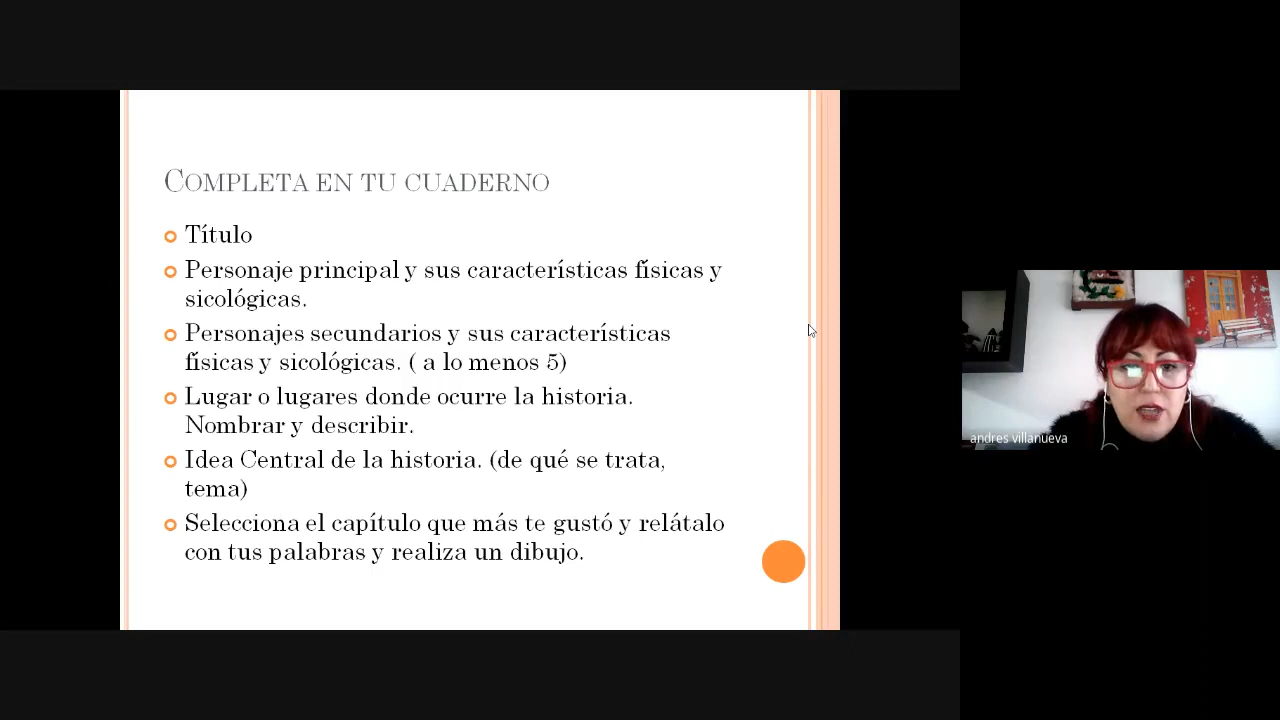 COMPLETA EN TU CUADERNO
Título
Personaje principal y sus características físicas y
sicológicas.
Personajes secundarios y sus características
físicas y sicológicas. ( a lo menos 5)
Lugar o lugares donde ocurre la historia.
Nombrar y describir.
Idea Central de la historia. (de qué se trata,
tema)
Selecciona el capítulo que más te gustó y relátalo
con tus palabras y realiza un dibujo.
andres villanueva